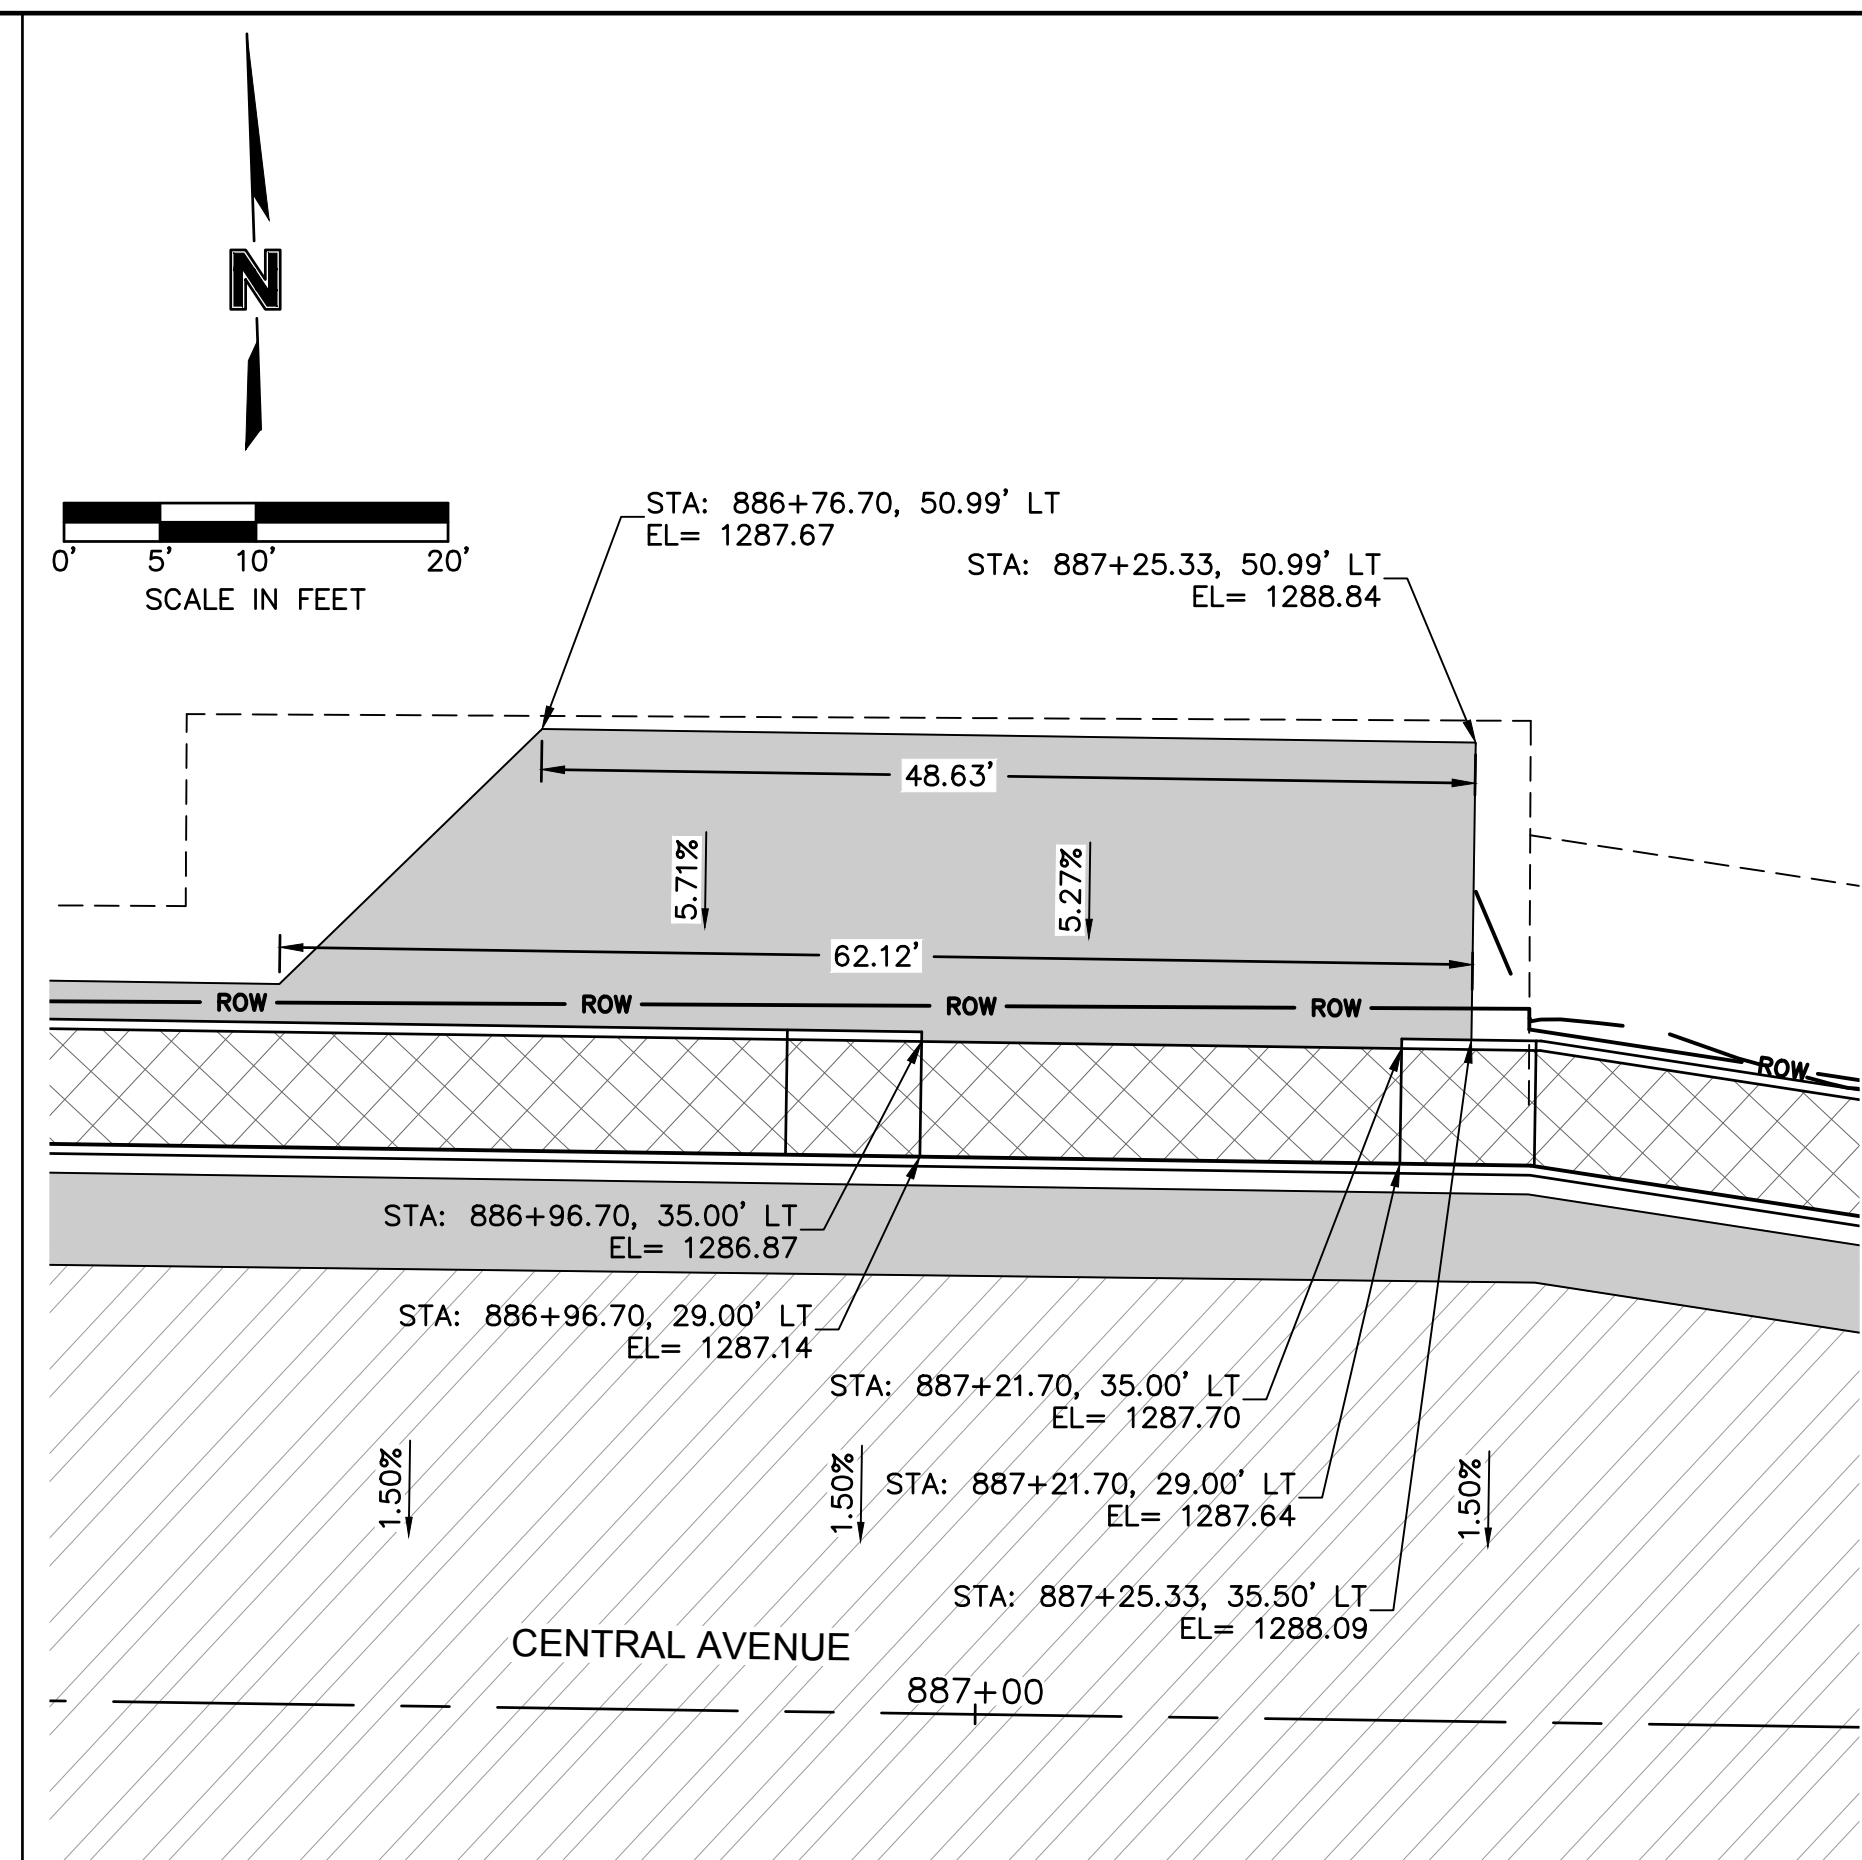 N
0' 5' 10' 20'
SCALE IN FEET
STA: 886+76.70, 50.99' LT
EL= 1287.67
STA: 887+25.33, 50.99' LT
EL= 1288.84
48.63'
5.71%
5.27%
62.12'
ROW ROW ROW ROW
ROW
STA: 886+96.70, 35.00' LT
EL= 1286.87
STA: 886+96.70, 29.00' LT
EL= 1287.14
STA: 887+21.70, 35.00' LT
EL= 1287.70
1.50%
1.50%
STA: 887+21.70, 29.00' LT
EL= 1287.64
1.50%
STA: 887+25.33, 35.50' LT
EL= 1288.09
CENTRAL AVENUE
887+00